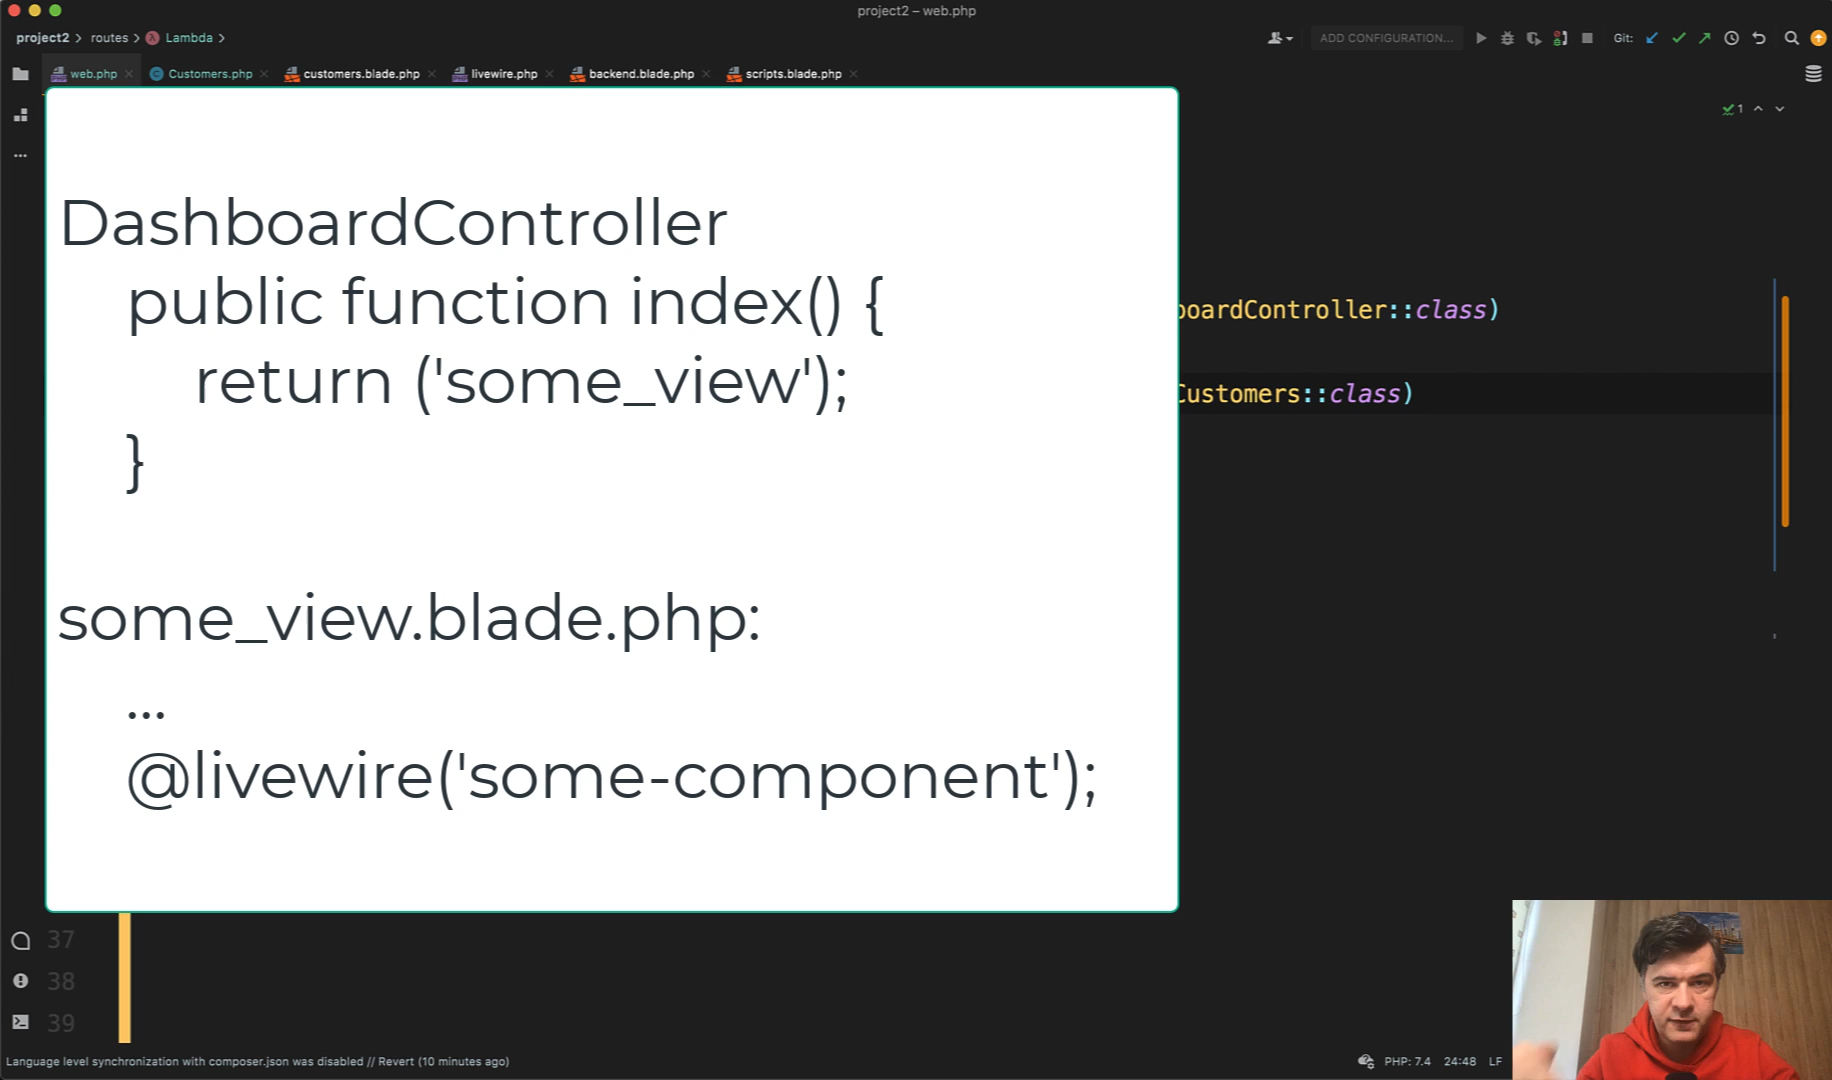 project2 – web.php
project2 > routes > Lambda >
ADD CONFIGURATION...
Git:
web.php
Customers.php
customers.blade.php
livewire.php
backend.blade.php
scripts.blade.php
1
DashboardController
public function index() {
return ('some_view');
}
some_view.blade.php:
...
@livewire('some-component');
boardController::class)
Customers::class)
37
38
39
Language level synchronization with composer.json was disabled // Revert (10 minutes ago)
PHP: 7.4
24:48
LF